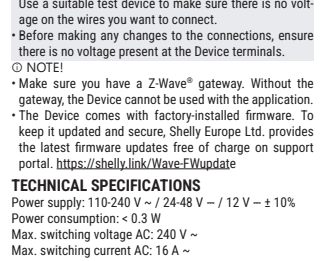 Use a suitable test device to make sure there is no volt-
age on the wires you want to connect.
• Before making any changes to the connections, ensure
there is no voltage present at the Device terminals.
ⓘ NOTE!
• Make sure you have a Z-Wave® gateway. Without the
gateway, the Device cannot be used with the application.
• The Device comes with factory-installed firmware. To
keep it updated and secure, Shelly Europe Ltd. provides
the latest firmware updates free of charge on support
portal. https://shelly.link/Wave-FWupdate
TECHNICAL SPECIFICATIONS
Power supply: 110-240 V ~ / 24-48 V ⎓ / 12 V ⎓ ± 10%
Power consumption: < 0.3 W
Max. switching voltage AC: 240 V ~
Max. switching current AC: 16 A ~